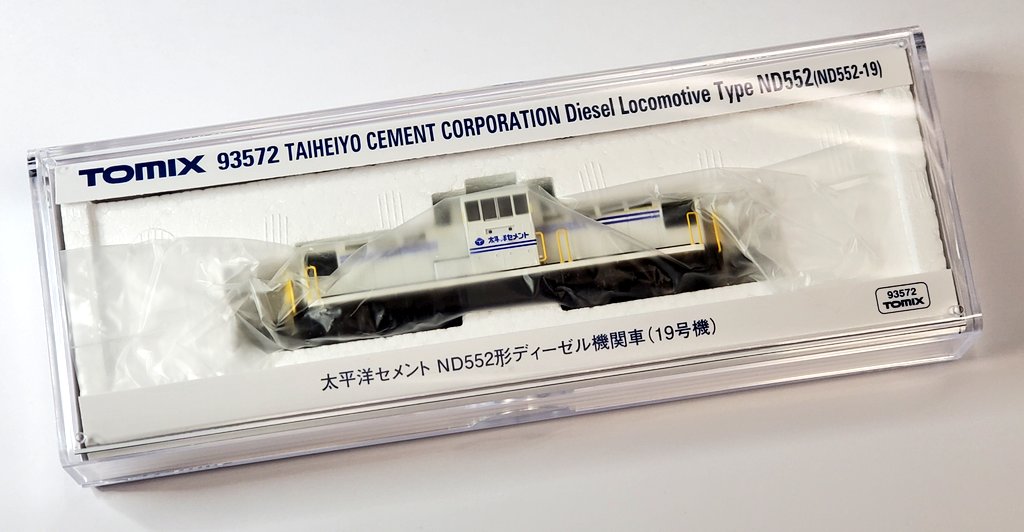 TOMIX 93572 TAIHEIYO CEMENT CORPORATION Diesel Locomotive Type ND552(ND552-19)
太平洋セメント
93572
TOMIX
太平洋セメント ND552形ディーゼル機関車(19号機)